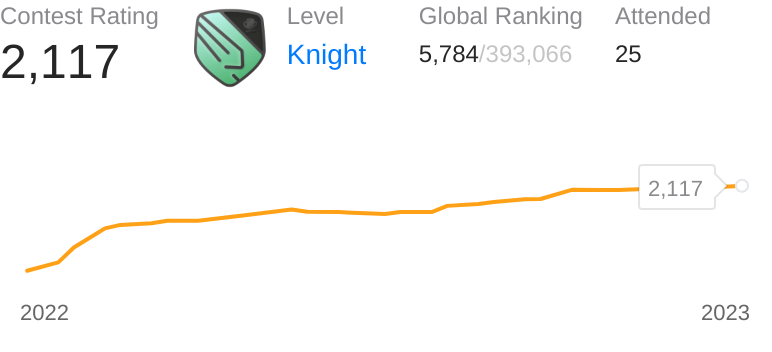 Contest Rating Level Global Ranking Attended
2,117 Knight 5,784/393,066 25
2,117
2022 2023